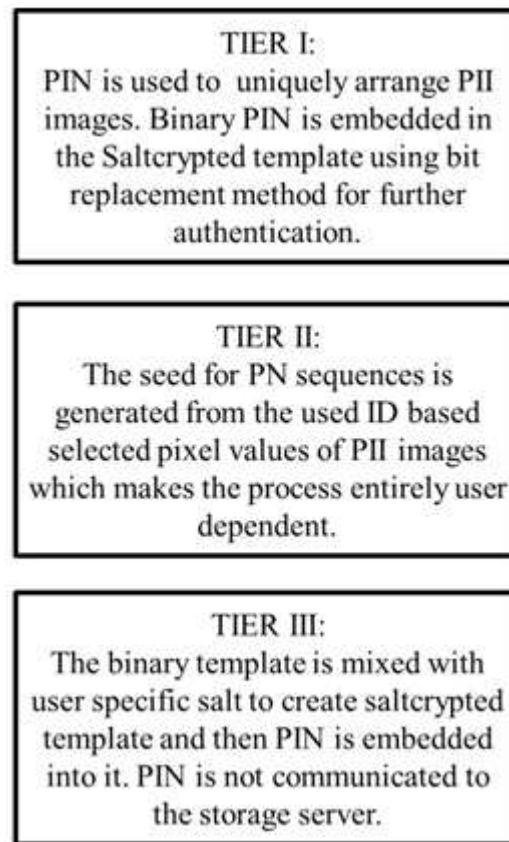 TIER I:
PIN is used to uniquely arrange PII
images. Binary PIN is embedded in
the Saltcrypted template using bit
replacement method for further
authentication.
TIER II:
The seed for PN sequences is
generated from the used ID based
selected pixel values of PII images
which makes the process entirely user
dependent.
TIER III:
The binary template is mixed with
user specific salt to create saltcrypted
template and then PIN is embedded
into it. PIN is not communicated to
the storage server.